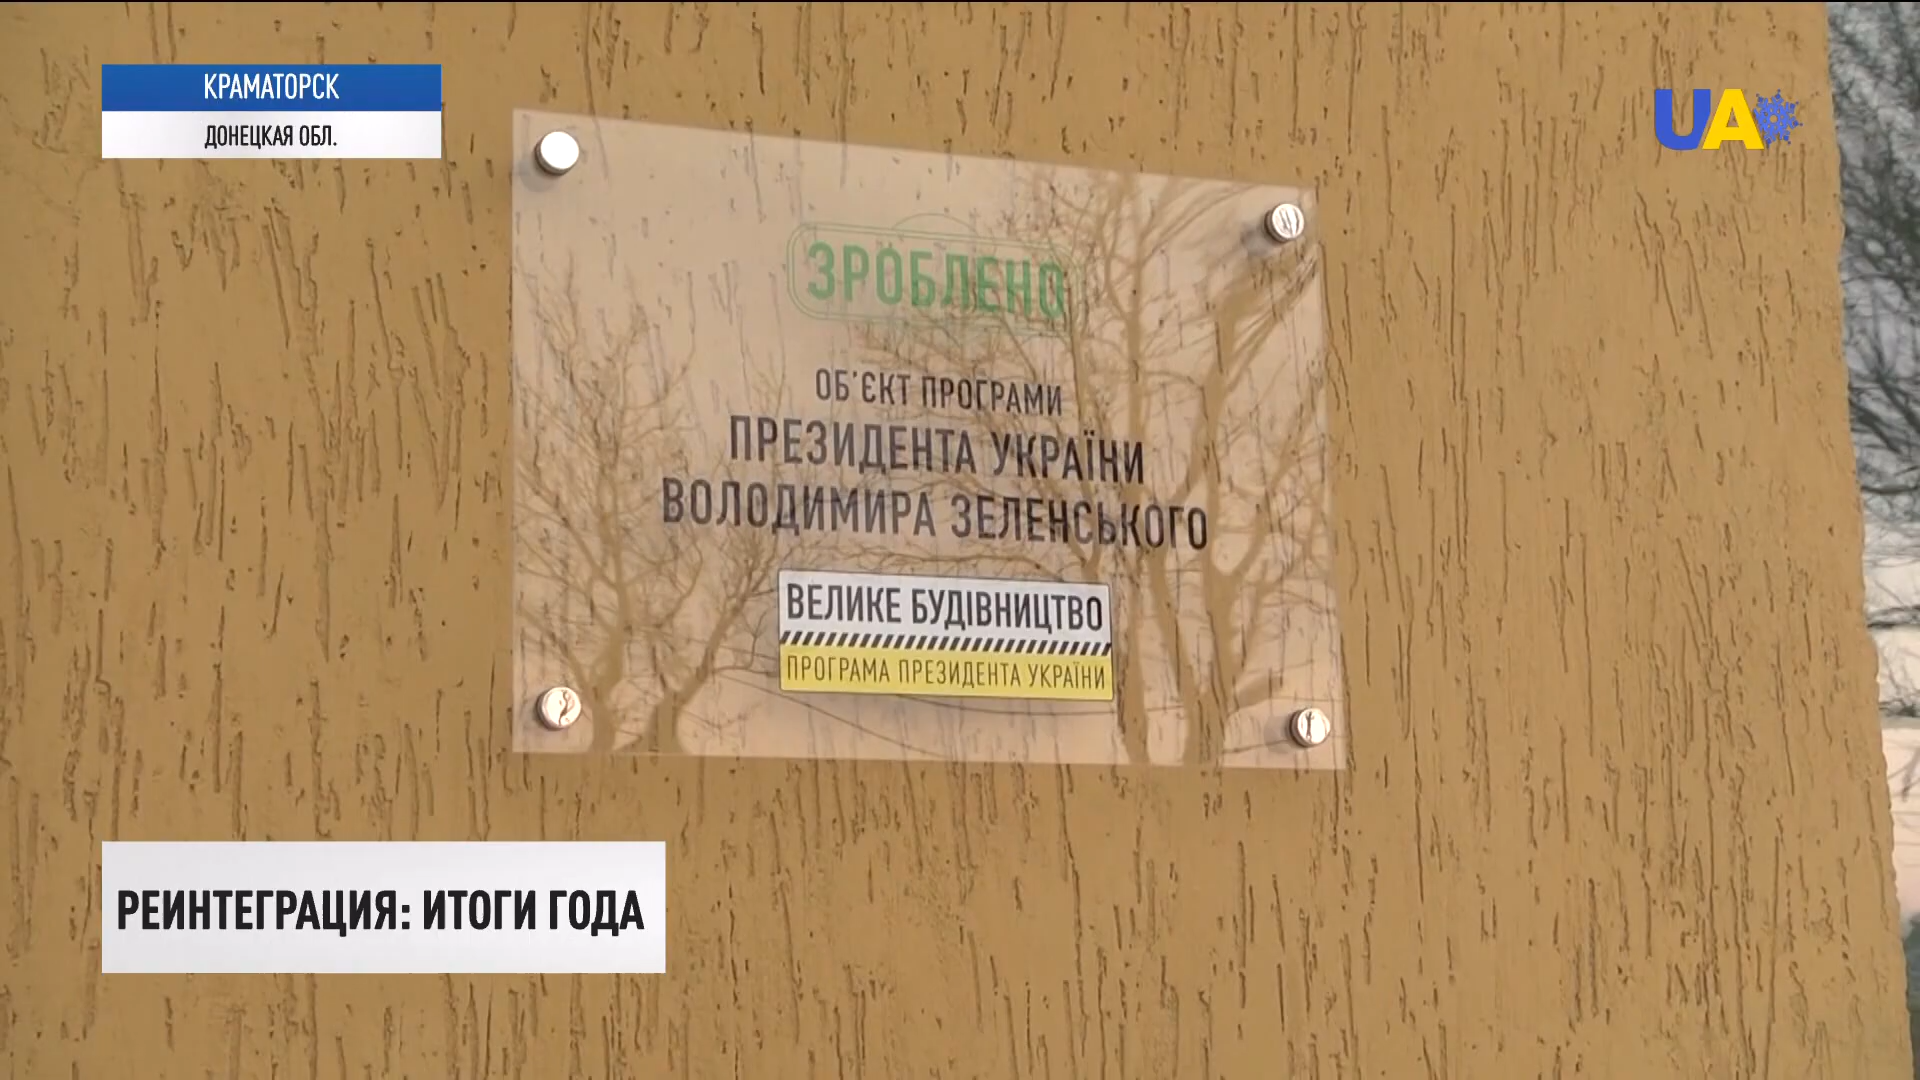 КРАМАТОРСК
ДОНЕЦКАЯ ОБЛ.
UA
ЗРОБЛЕНО
ОБ'ЄКТ ПРОГРАМИ
ПРЕЗИДЕНТА УКРАЇНИ
ВОЛОДИМИРА ЗЕЛЕНСЬКОГО
ВЕЛИКЕ БУДІВНИЦТВО
ПРОГРАМА ПРЕЗИДЕНТА УКРАЇНИ
РЕИНТЕГРАЦИЯ: ИТОГИ ГОДА